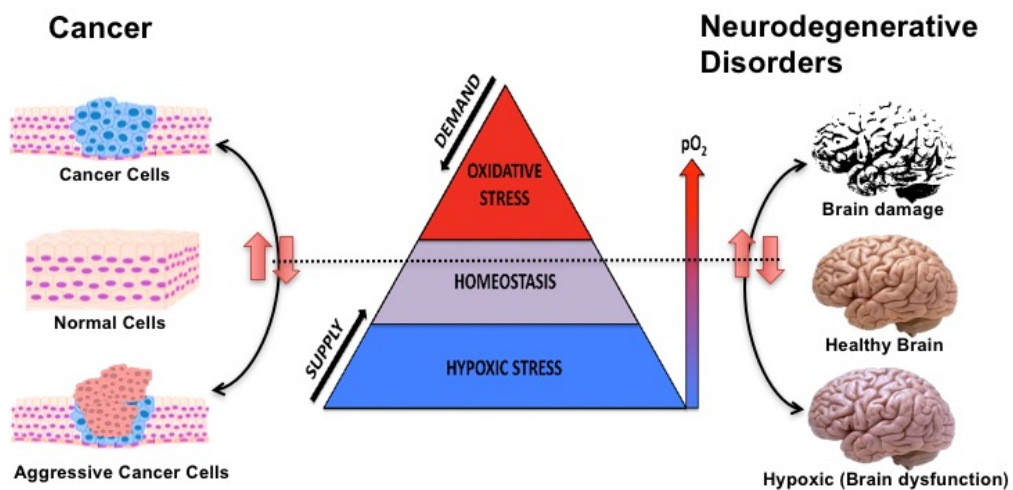 Cancer
Neurodegenerative
Disorders
Cancer Cells
Normal Cells
Aggressive Cancer Cells
DEMAND
OXIDATIVE
STRESS
HOMEOSTASIS
SUPPLY
HYPOXIC STRESS
pO₂
Brain damage
Healthy Brain
Hypoxic (Brain dysfunction)